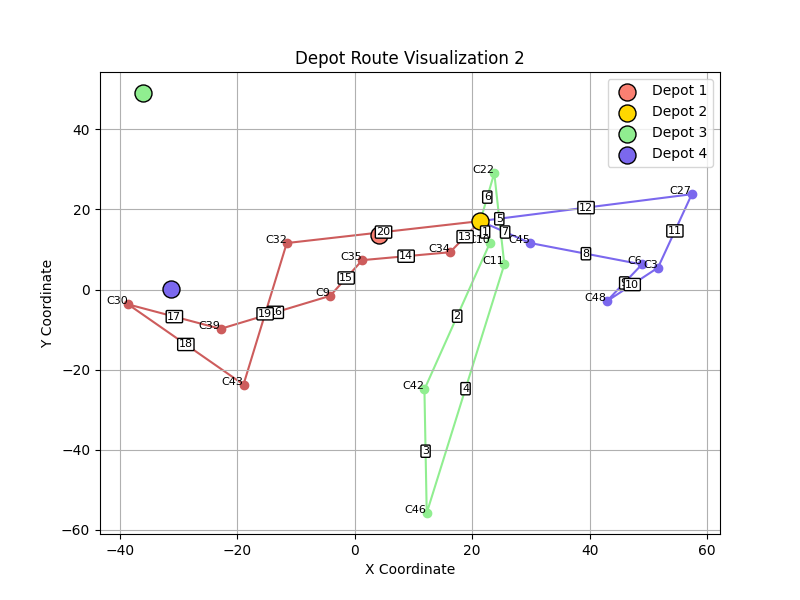 Depot Route Visualization 2
Depot 1
Depot 2
Depot 3
Depot 4
Y Coordinate
40
20
0
−20
−40
−60
C22
6
C27
12
5
20
C32
13
1
7
C45
11
C35
14
C34
8
C6
C3
C11
15
10
C9
C48
C30
17
19
2
C39
18
C43
C42
4
3
C46
−40
−20
0
20
40
60
X Coordinate